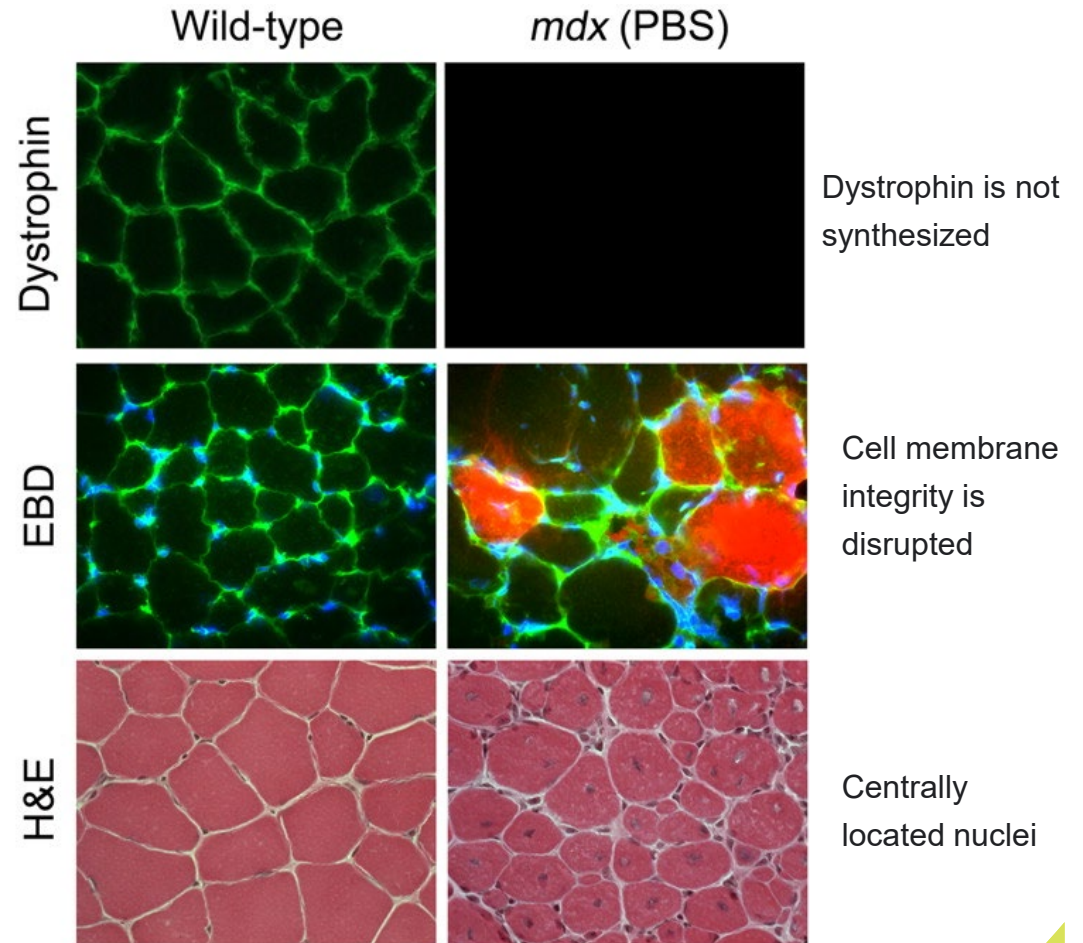 Wild-type
mdx (PBS)
Dystrophin
Dystrophin is not
synthesized
EBD
Cell membrane
integrity is
disrupted
H&E
Centrally
located nuclei